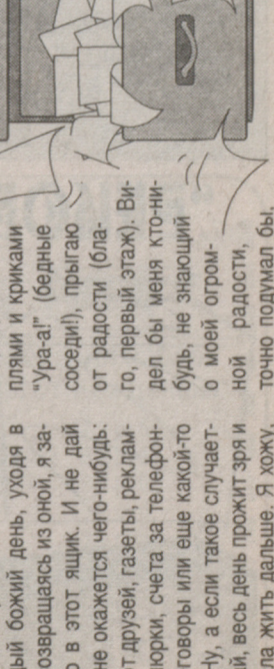 ый божий день, уходя в
озвращаясь из оной, я за-
о в этот ящик. И не дай
не окажется чего-нибудь:
от друзей, газеты, реклам-
юрки, счета за телефон-
оворы или еще какой-то
у, а если такое случает-
й, весь день прожит зря и
на жить дальше. Я хожу,
плями и криками
"Ура-а!" (бедные
соседи!), прыгаю
от радости (бла-
го, первый этаж). Ви-
дел бы меня кто-ни-
будь, не знающий
о моей огром-
ной радости,
точно подумал бы,